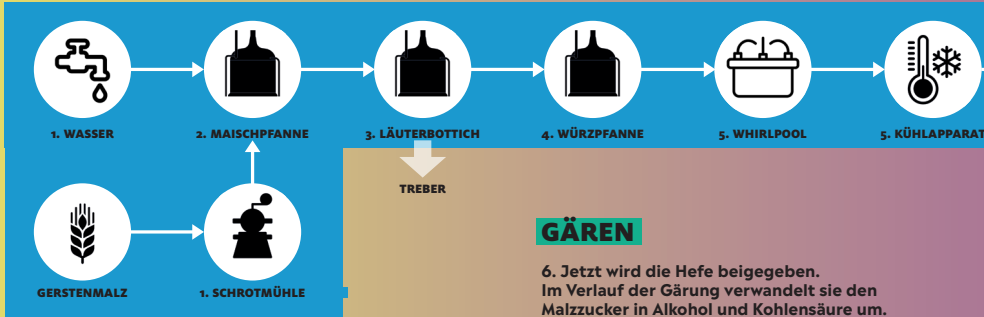 1. WASSER
2. MAISCHPFANNE
3. LÄUTERBOTTICH
4. WÜRZPFANNE
5. WHIRLPOOL
5. KÜHLAPPARAT
TREBER
GERSTENMALZ
1. SCHROTMÜHLE
GÄREN
6. Jetzt wird die Hefe beigegeben.
Im Verlauf der Gärung verwandelt sie den
Malzzucker in Alkohol und Kohlensäure um.